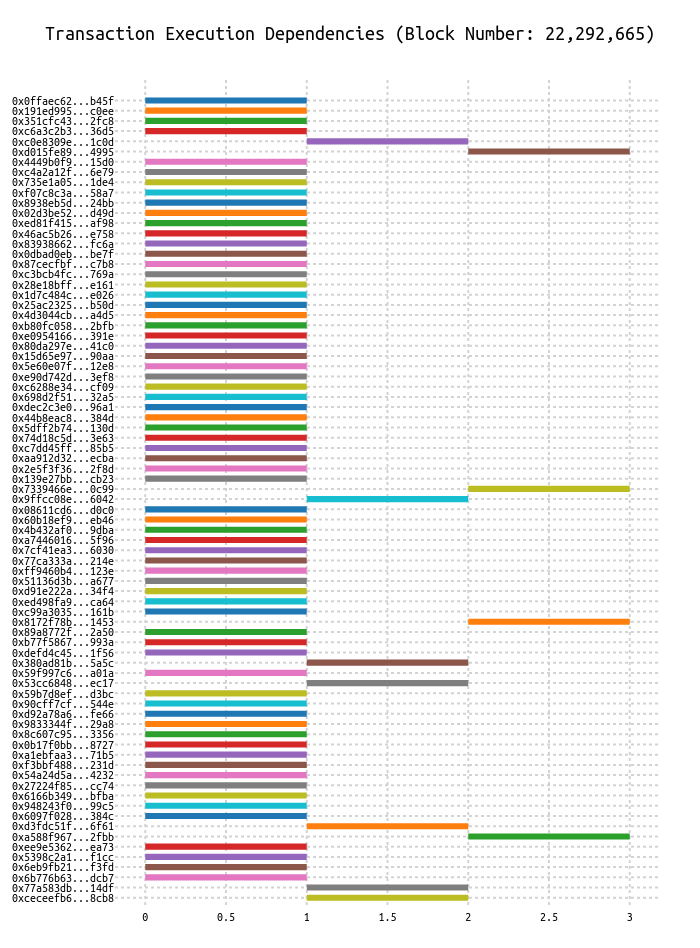 Transaction Execution Dependencies (Block Number: 22,292,665)
0x0ffaec62...b45f
0x191ed995...c0ee
0x351cfc43...2fc8
0xc6a3c2b3...36d5
0xc0e8309e...1c0d
0xd015fe89...4995
0x4449b0f9...15d0
0xc4a2a12f...6e79
0x735e1a05...1de4
0xf07c8c3a...58a7
0x8938eb5d...24bb
0x02d3be52...d49d
0xed81f415...af98
0x46ac5b26...e758
0x83938662...fc6a
0x0dbad0eb...be7f
0x87cecfbf...c7b8
0xc3bcb4fc...769a
0x28e18bff...e161
0x1d7c484c...e026
0x25ac2325...b50d
0x4d3044cb...a4d5
0xb80fc058...2bfb
0xe0954166...391e
0x80da297e...41c0
0x15d65e97...90aa
0x5e60e07f...12e8
0xe90d742d...3ef8
0xc6288e34...cf09
0x698d2f51...32a5
0xdec2c3e0...96a1
0x44b8eac8...384d
0x5dff2b74...130d
0x74d18c5d...3e63
0xc7dd45ff...85b5
0xaa912d32...ecba
0x2e5f3f36...2f8d
0x139e27bb...cb23
0x7339466e...0c99
0x9ffcc08e...6042
0x08611cd6...d0c0
0x60b18ef9...eb46
0x4b432af0...9dba
0xa7446016...5f96
0x7cf41ea3...6030
0x77ca333a...214e
0xff9460b4...123e
0x51136d3b...a677
0xd91e222a...34f4
0xed498fa9...ca64
0xc99a3035...161b
0x8172f78b...1453
0x89a8772f...2a50
0xb77f5867...993a
0xdefd4c45...1f56
0x380ad81b...5a5c
0x59f997c6...a01a
0x53cc6848...ec17
0x59b7d8ef...d3bc
0x90cff7cf...544e
0xd92a78a6...fe66
0x9833344f...29a8
0x8c607c95...3356
0x0b17f0bb...8727
0xa1ebfaa3...71b5
0xf3bbf488...231d
0x54a24d5a...4232
0x27224f85...cc74
0x6166b349...bfba
0x948243f0...99c5
0x6097f028...384c
0xd3fdc51f...6f61
0xa588f967...2fbb
0xee9e5362...ea73
0x5398c2a1...f1cc
0x6eb9fb21...f3fd
0x6b776b63...dcb7
0x77a583db...14df
0xceceefb6...8cb8
0 0.5 1 1.5 2 2.5 3